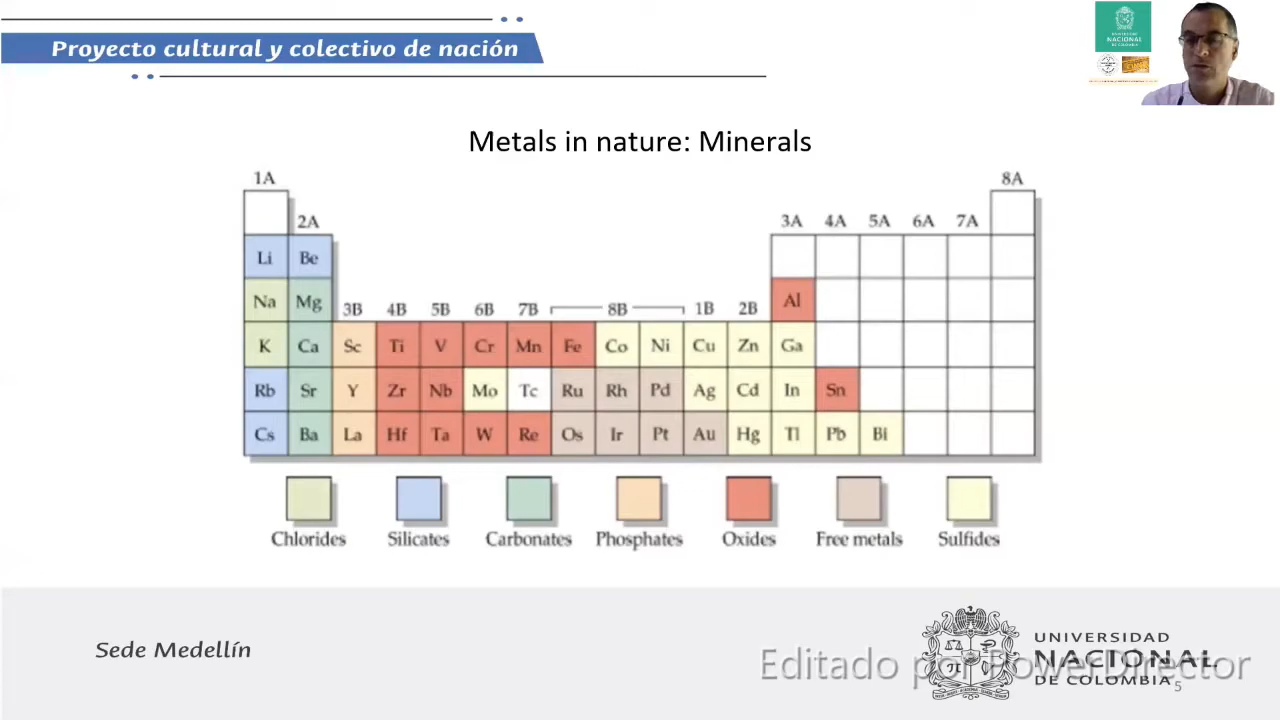 Proyecto cultural y colectivo de nación
UNIVERSIDAD
NACIONAL
DE COLOMBIA
Metals in nature: Minerals
1A
8A
2A
3A 4A 5A 6A 7A
3B 4B 5B 6B 7B 8B 1B 2B
Li Be
Na Mg Al
K Ca Sc Ti V Cr Mn Fe Co Ni Cu Zn Ga
Rb Sr Y Zr Nb Mo Tc Ru Rh Pd Ag Cd In Sn
Cs Ba La Hf Ta W Re Os Ir Pt Au Hg Tl Pb Bi
Chlorides Silicates Carbonates Phosphates Oxides Free metals Sulfides
Sede Medellín
UNIVERSIDAD
NACIONAL
DE COLOMBIA
5
Editado por PowerDirector